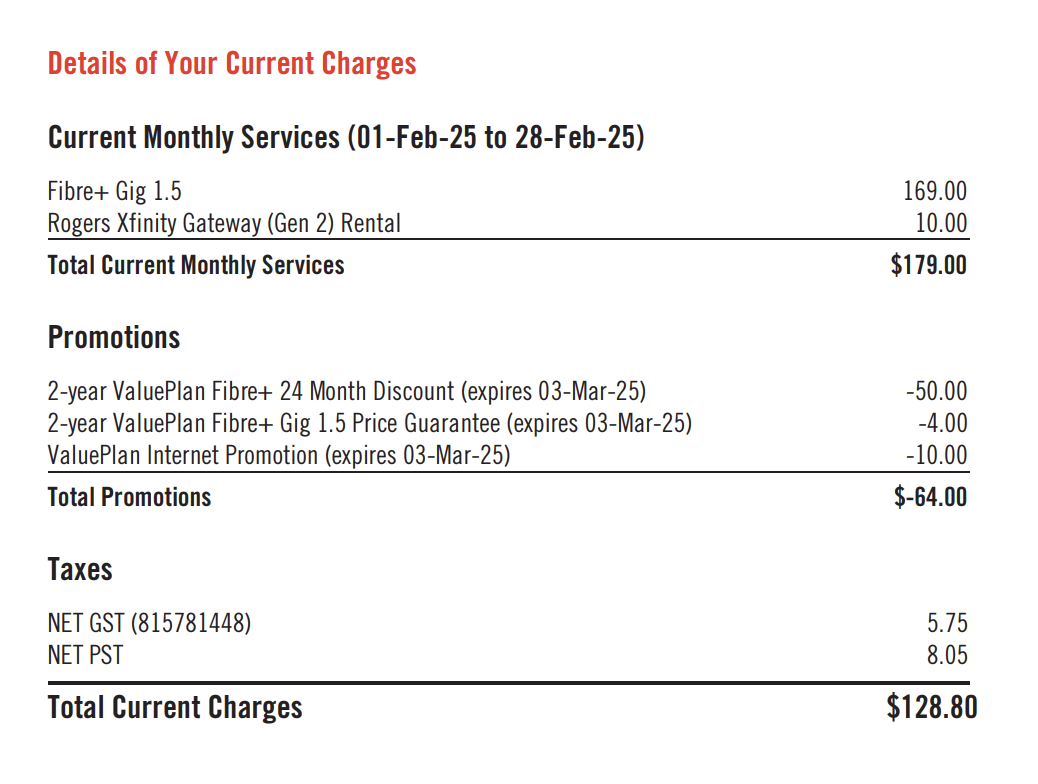 Details of Your Current Charges
Current Monthly Services (01-Feb-25 to 28-Feb-25)
Fibre+ Gig 1.5 169.00
Rogers Xfinity Gateway (Gen 2) Rental 10.00
Total Current Monthly Services $179.00
Promotions
2-year ValuePlan Fibre+ 24 Month Discount (expires 03-Mar-25) -50.00
2-year ValuePlan Fibre+ Gig 1.5 Price Guarantee (expires 03-Mar-25) -4.00
ValuePlan Internet Promotion (expires 03-Mar-25) -10.00
Total Promotions $-64.00
Taxes
NET GST (815781448) 5.75
NET PST 8.05
Total Current Charges $128.80